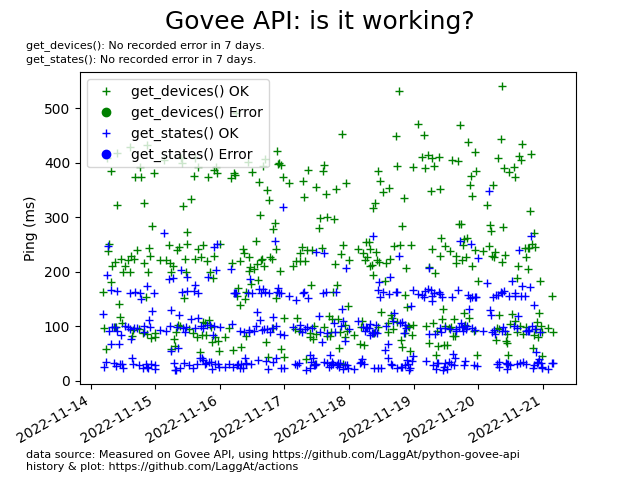 Govee API: is it working?
get_devices(): No recorded error in 7 days.
get_states(): No recorded error in 7 days.
get_devices() OK
get_devices() Error
get_states() OK
get_states() Error
Ping (ms)
500
400
300
200
100
0
2022-11-14
2022-11-15
2022-11-16
2022-11-17
2022-11-18
2022-11-19
2022-11-20
2022-11-21
data source: Measured on Govee API, using https://github.com/LaggAt/python-govee-api
history & plot: https://github.com/LaggAt/actions